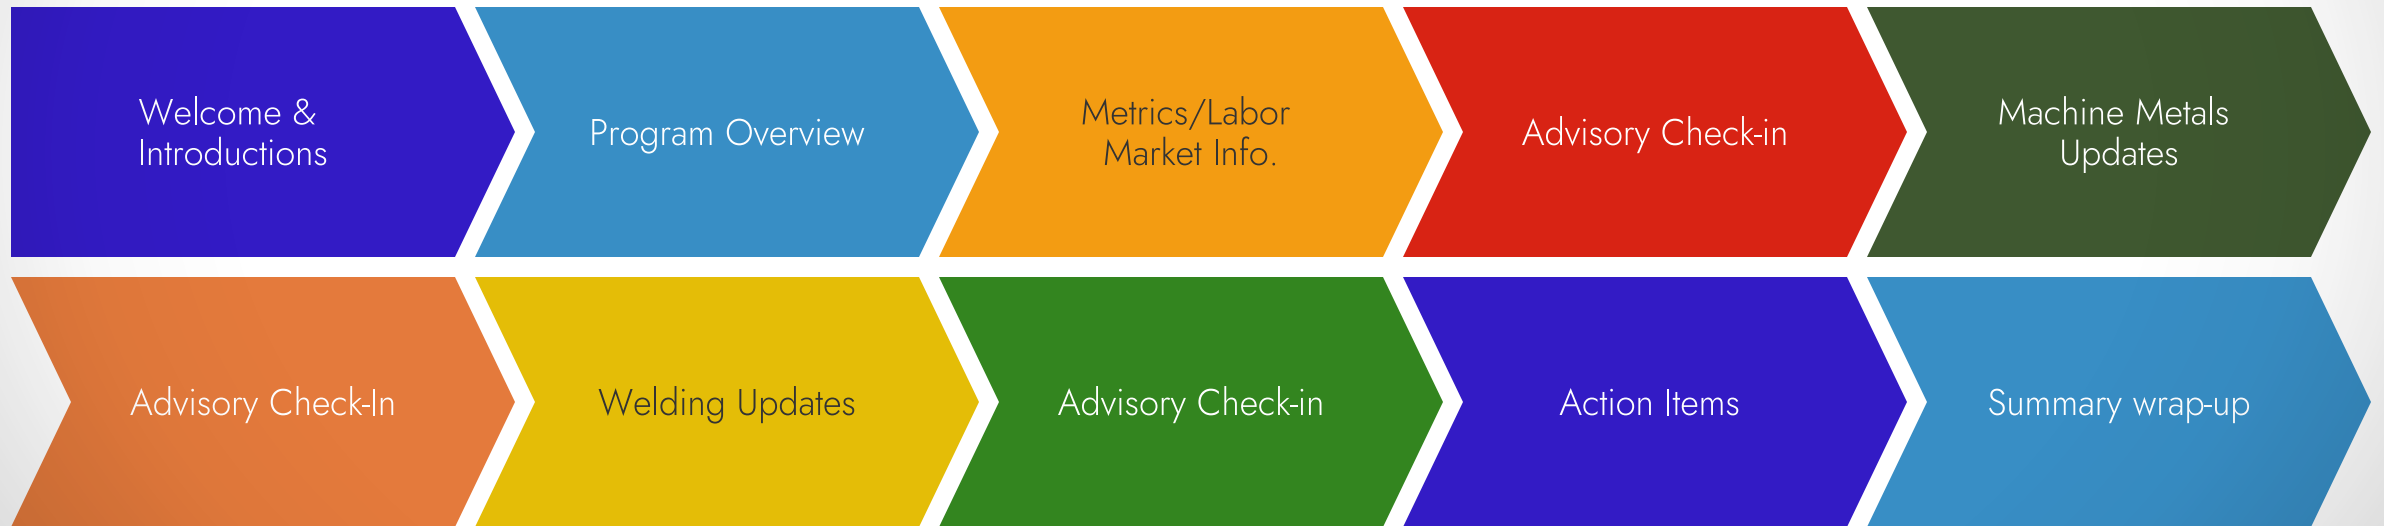 Welcome &
Introductions
Program Overview
Metrics/Labor
Market Info.
Advisory Check-in
Machine Metals
Updates
Advisory Check-In
Welding Updates
Advisory Check-in
Action Items
Summary wrap-up